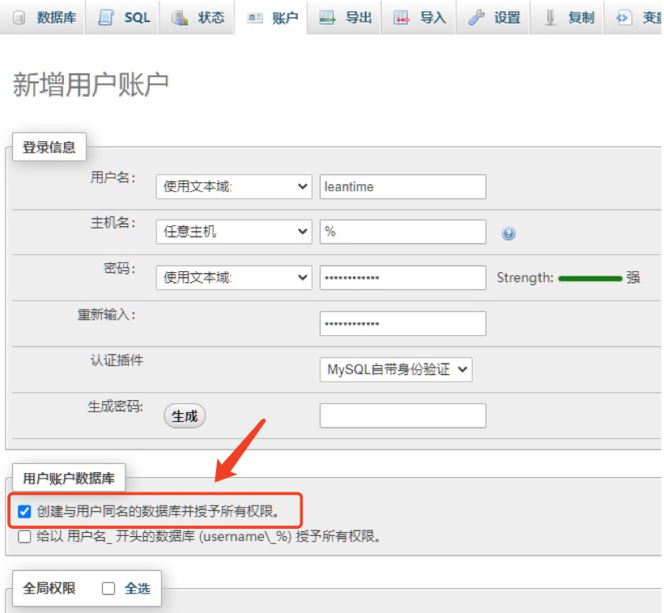 数据库 SQL 状态 账户 导出 导入 设置 复制
新增用户账户
登录信息
用户名: 使用文本域: leantime
主机名: 任意主机 %
密码: 使用文本域: •••••••••••• Strength: 强
重新输入: ••••••••••••
认证插件 MySQL自带身份验证
生成密码: 生成
用户账户数据库
创建与用户同名的数据库并授予所有权限。
给以 用户名_ 开头的数据库 (username\_%) 授予所有权限。
全局权限 全选